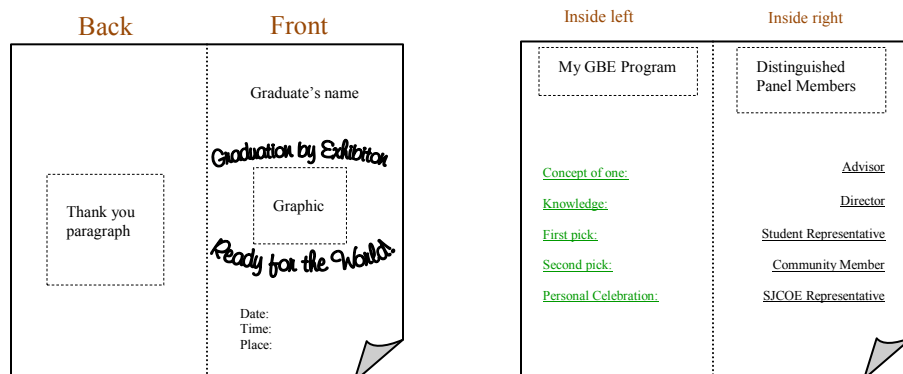 Back
Front
Graduate's name
Graduation by Exhibiton
Graphic
Thank you
paragraph
Ready for the World!
Date:
Time:
Place:
Inside left
Inside right
My GBE Program
Distinguished
Panel Members
Concept of one:
Knowledge:
First pick:
Second pick:
Personal Celebration:
Advisor
Director
Student Representative
Community Member
SJCOE Representative